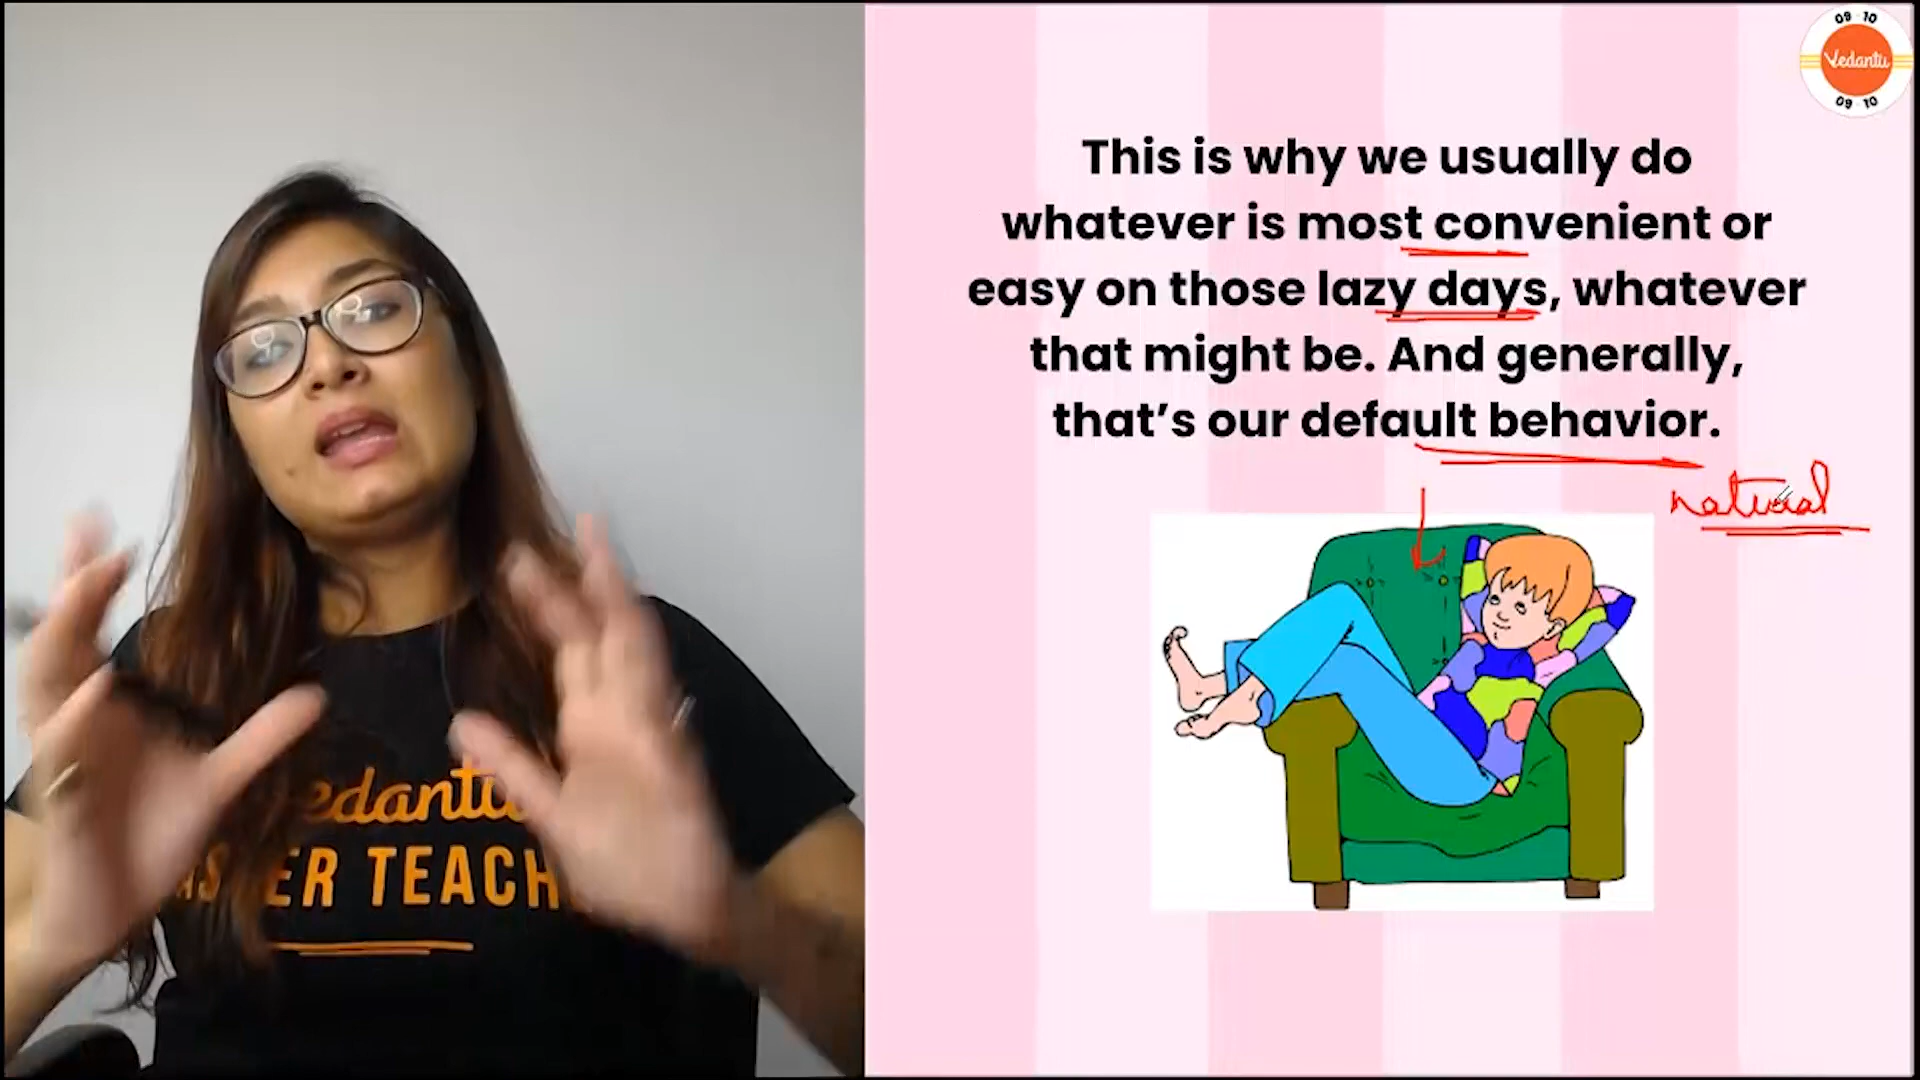 09 - 10
Vedantu
09 - 10
This is why we usually do
whatever is most convenient or
easy on those lazy days, whatever
that might be. And generally,
that's our default behavior.
natural
edantu
ER TEACH